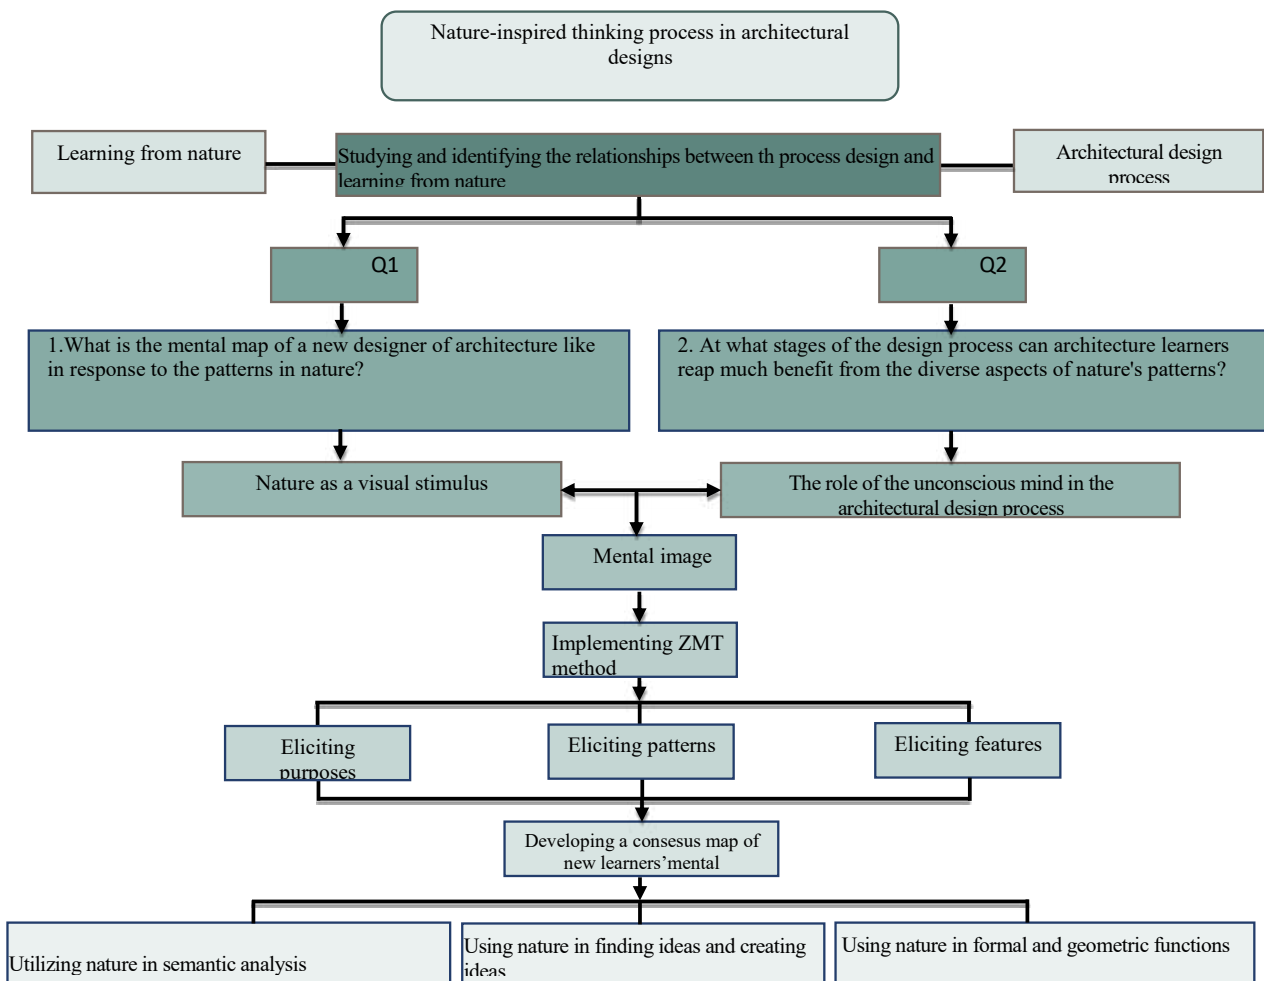 Nature-inspired thinking process in architectural
designs
Learning from nature
Studying and identifying the relationships between th process design and
learning from nature
Architectural design
process
Q1
Q2
1.What is the mental map of a new designer of architecture like
in response to the patterns in nature?
2. At what stages of the design process can architecture learners
reap much benefit from the diverse aspects of nature's patterns?
Nature as a visual stimulus
The role of the unconscious mind in the
architectural design process
Mental image
Implementing ZMT
method
Eliciting
purposes
Eliciting patterns
Eliciting features
Developing a consesus map of
new learners’mental
Utilizing nature in semantic analysis
Using nature in finding ideas and creating
ideas
Using nature in formal and geometric functions